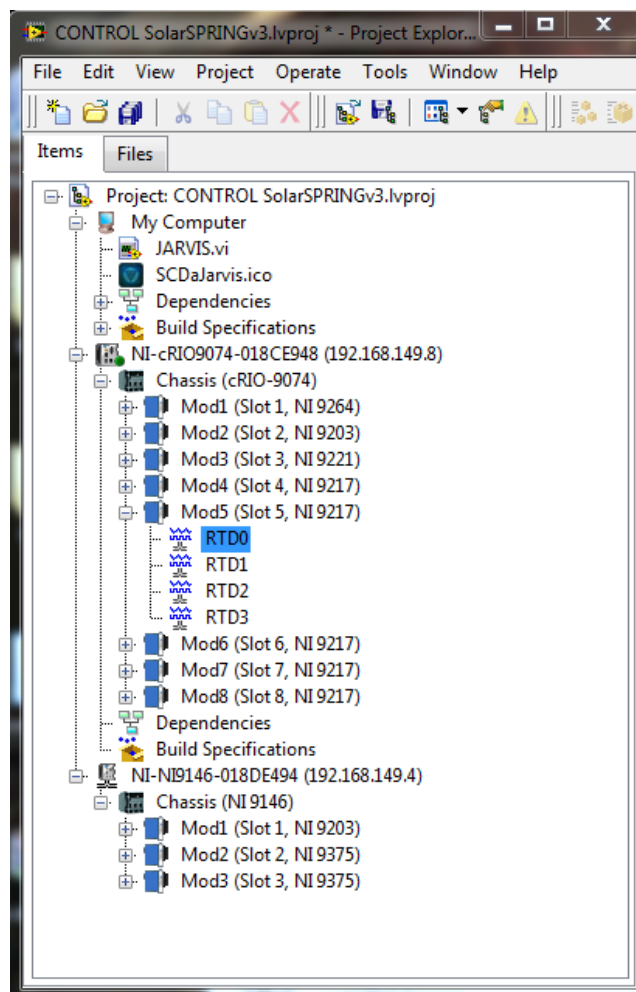 CONTROL SolarSPRINGv3.lvproj * - Project Explor...
File Edit View Project Operate Tools Window Help
Items Files
Project: CONTROL SolarSPRINGv3.lvproj
My Computer
JARVIS.vi
SCDaJarvis.ico
Dependencies
Build Specifications
NI-cRIO9074-018CE948 (192.168.149.8)
Chassis (cRIO-9074)
Mod1 (Slot 1, NI 9264)
Mod2 (Slot 2, NI 9203)
Mod3 (Slot 3, NI 9221)
Mod4 (Slot 4, NI 9217)
Mod5 (Slot 5, NI 9217)
RTD0
RTD1
RTD2
RTD3
Mod6 (Slot 6, NI 9217)
Mod7 (Slot 7, NI 9217)
Mod8 (Slot 8, NI 9217)
Dependencies
Build Specifications
NI-NI9146-018DE494 (192.168.149.4)
Chassis (NI 9146)
Mod1 (Slot 1, NI 9203)
Mod2 (Slot 2, NI 9375)
Mod3 (Slot 3, NI 9375)